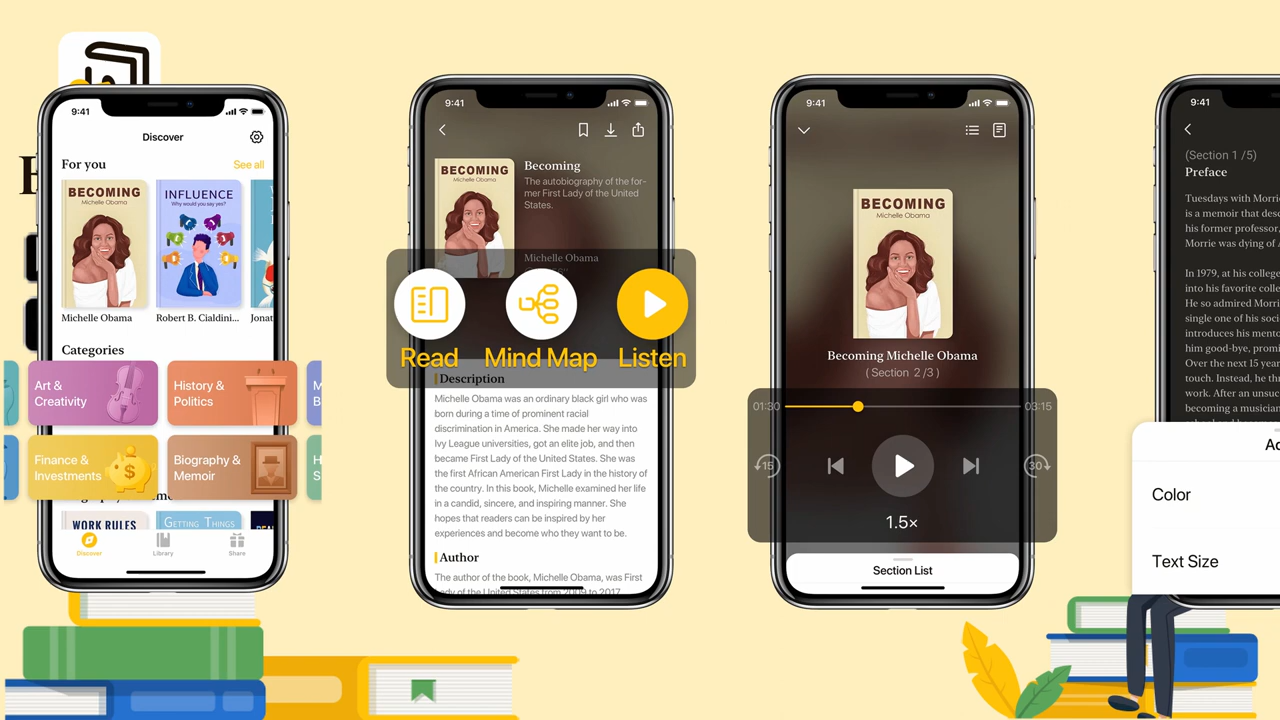 9:41
Discover
For you
See all
BECOMING
Michelle Obama
INFLUENCE
Why would you say yes?
Michelle Obama
Robert B. Cialdini...
Jonat
Categories
Art &
Creativity
History &
Politics
M
B
Finance &
Investments
Biography &
Memoir
H
S
WORK RULES
GETTING THINGS
Discover
Library
Share
9:41
BECOMING
Michelle Obama
Becoming
The autobiography of the for-
mer First Lady of the United
States.
Michelle Obama
Read
Mind Map
Listen
Description
Michelle Obama was an ordinary black girl who was
born during a time of prominent racial
discrimination in America. She made her way into
Ivy League universities, got an elite job, and then
became First Lady of the United States. She was
the first African American First Lady in the history of
the country. In this book, Michelle examined her life
in a candid, sincere, and inspiring manner. She
hopes that readers can be inspired by her
experiences and become who they want to be.
Author
The author of the book, Michelle Obama, was First
Lady of the United States from 2009 to 2017.
9:41
BECOMING
Michelle Obama
Becoming Michelle Obama
( Section 2 /3 )
01:30
03:15
15
30
1.5×
Section List
9:41
(Section 1 /5)
Preface
Tuesdays with Morrie
is a memoir that desc
his former professor,
Morrie was dying of A
In 1979, at his college
into his favorite colle
He so admired Morri
single one of his soci
introduces his mento
him good-bye, promi
Over the next 15 year
touch. Instead, he thr
work. After an unsuc
becoming a musician
Ac
Color
Text Size